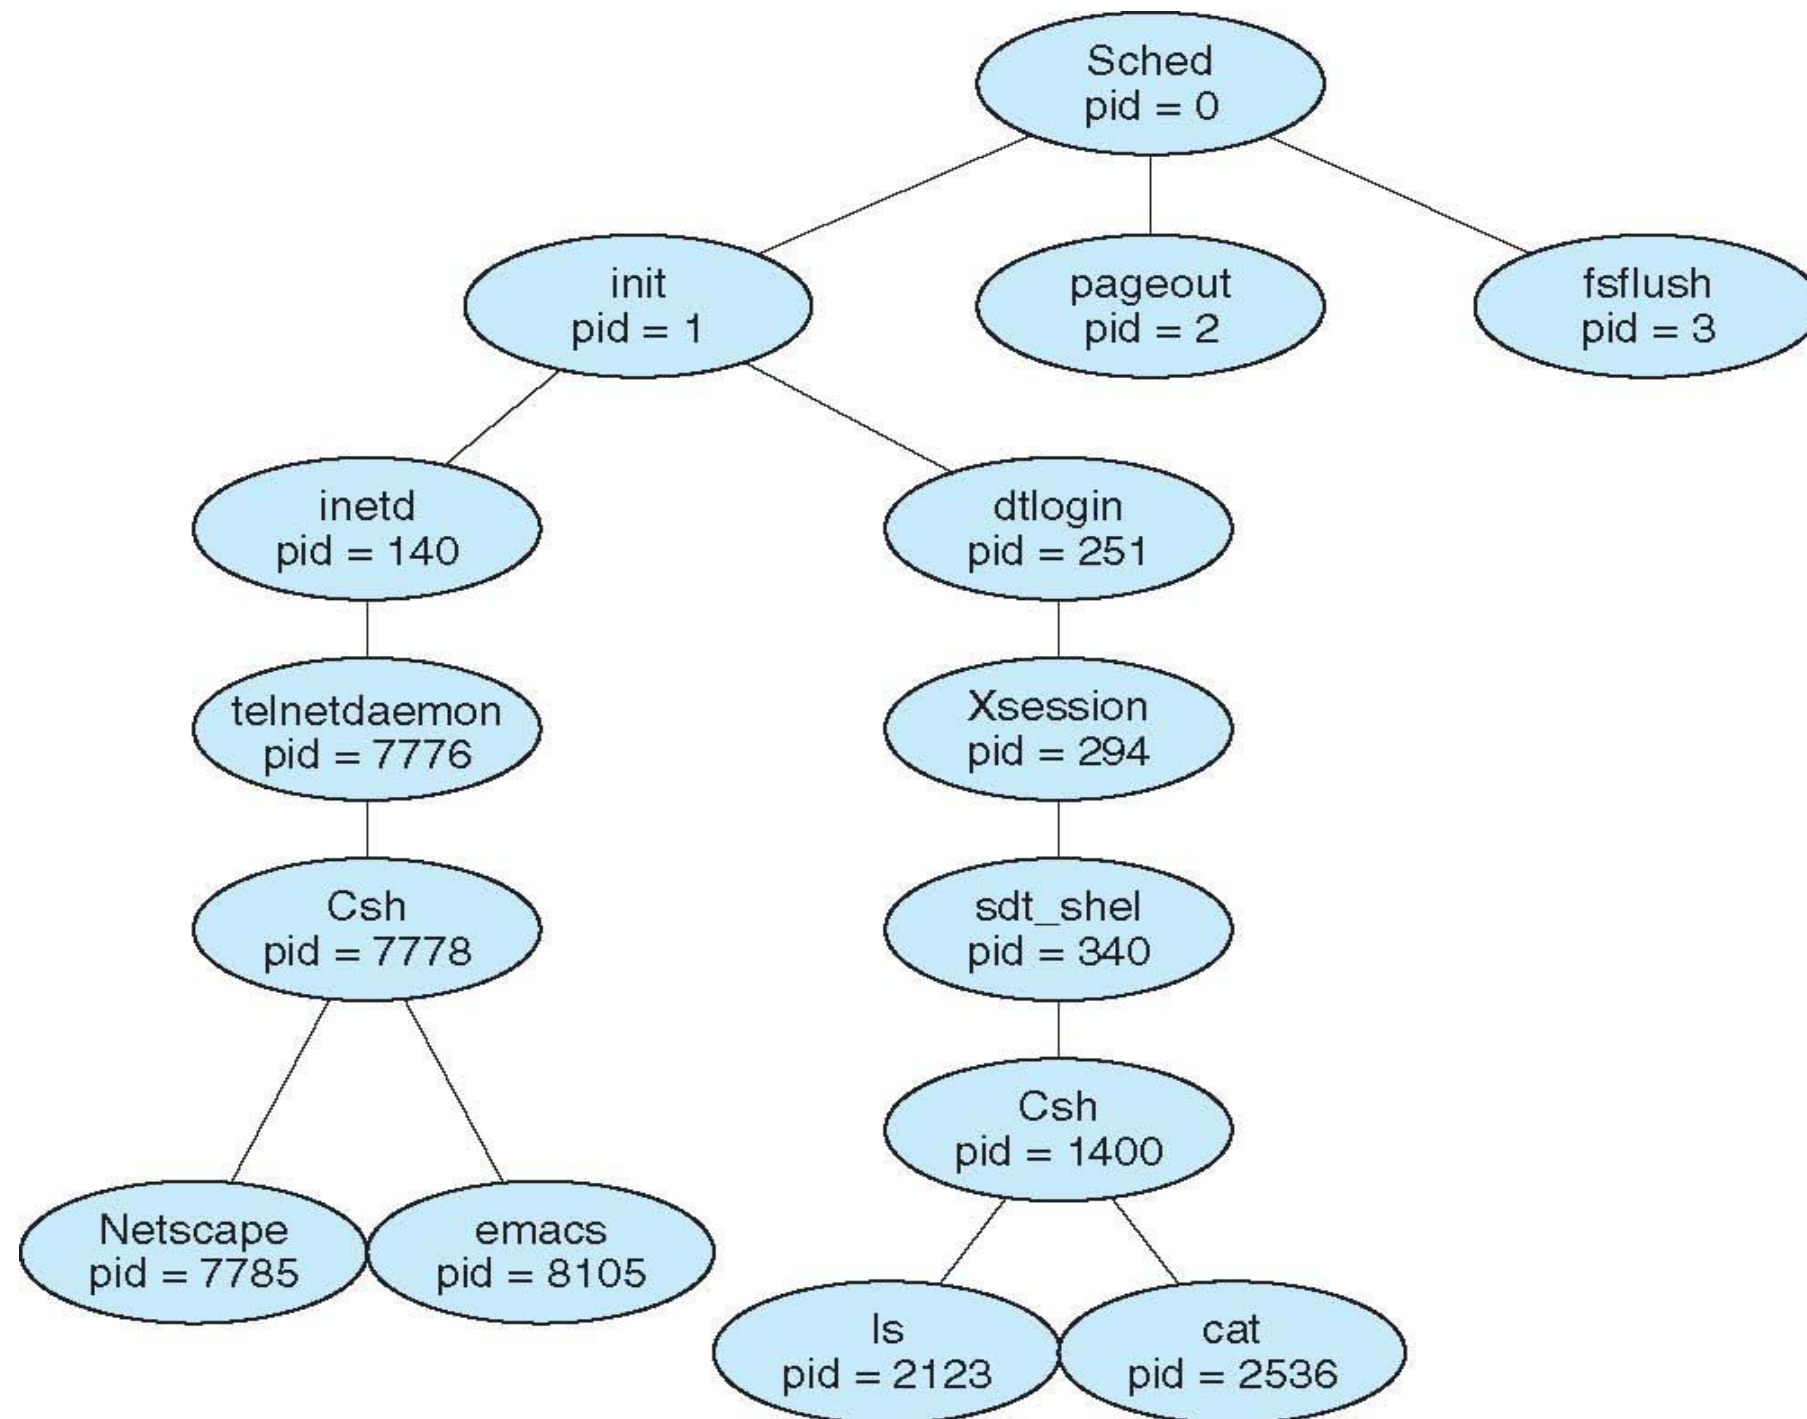 Sched
pid = 0
init
pid = 1
pageout
pid = 2
fsflush
pid = 3
inetd
pid = 140
dtlogin
pid = 251
telnetdaemon
pid = 7776
Xsession
pid = 294
Csh
pid = 7778
sdt_shel
pid = 340
Csh
pid = 1400
Netscape
pid = 7785
emacs
pid = 8105
ls
pid = 2123
cat
pid = 2536